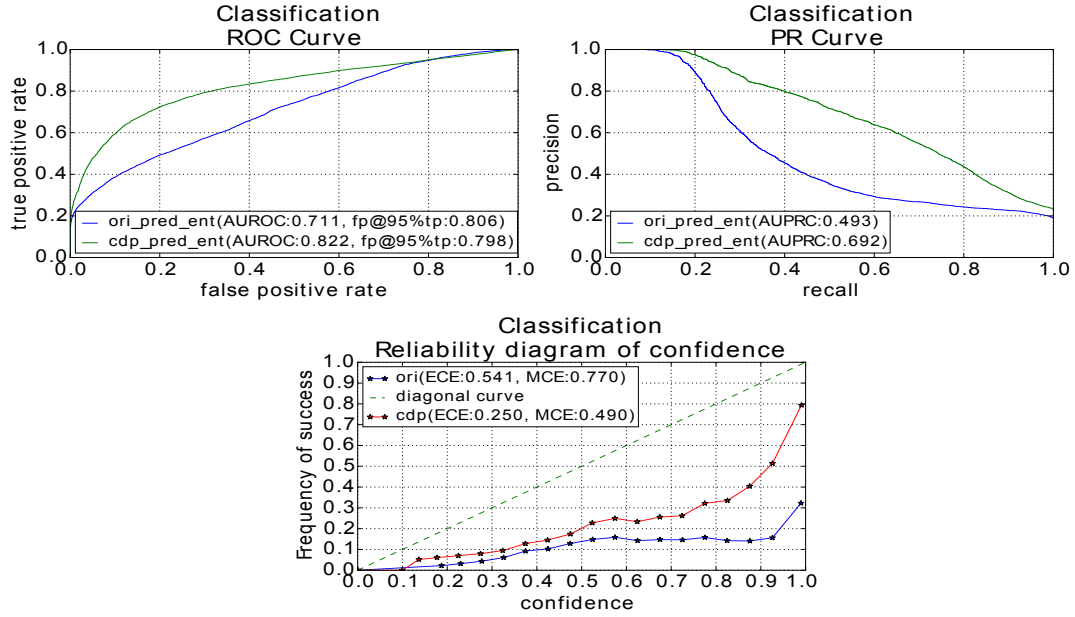 Classification
ROC Curve
true positive rate
1.0
0.8
0.6
0.4
0.2
0.0
ori_pred_ent(AUROC:0.711, fp@95%tp:0.806)
cdp_pred_ent(AUROC:0.822, fp@95%tp:0.798)
0.0 0.2 0.4 0.6 0.8 1.0
false positive rate
Classification
PR Curve
precision
1.0
0.8
0.6
0.4
0.2
0.0
ori_pred_ent(AUPRC:0.493)
cdp_pred_ent(AUPRC:0.692)
0.0 0.2 0.4 0.6 0.8 1.0
recall
Classification
Reliability diagram of confidence
Frequency of success
1.0
0.9
0.8
0.7
0.6
0.5
0.4
0.3
0.2
0.1
0.0
ori(ECE:0.541, MCE:0.770)
diagonal curve
cdp(ECE:0.250, MCE:0.490)
0.0 0.1 0.2 0.3 0.4 0.5 0.6 0.7 0.8 0.9 1.0
confidence